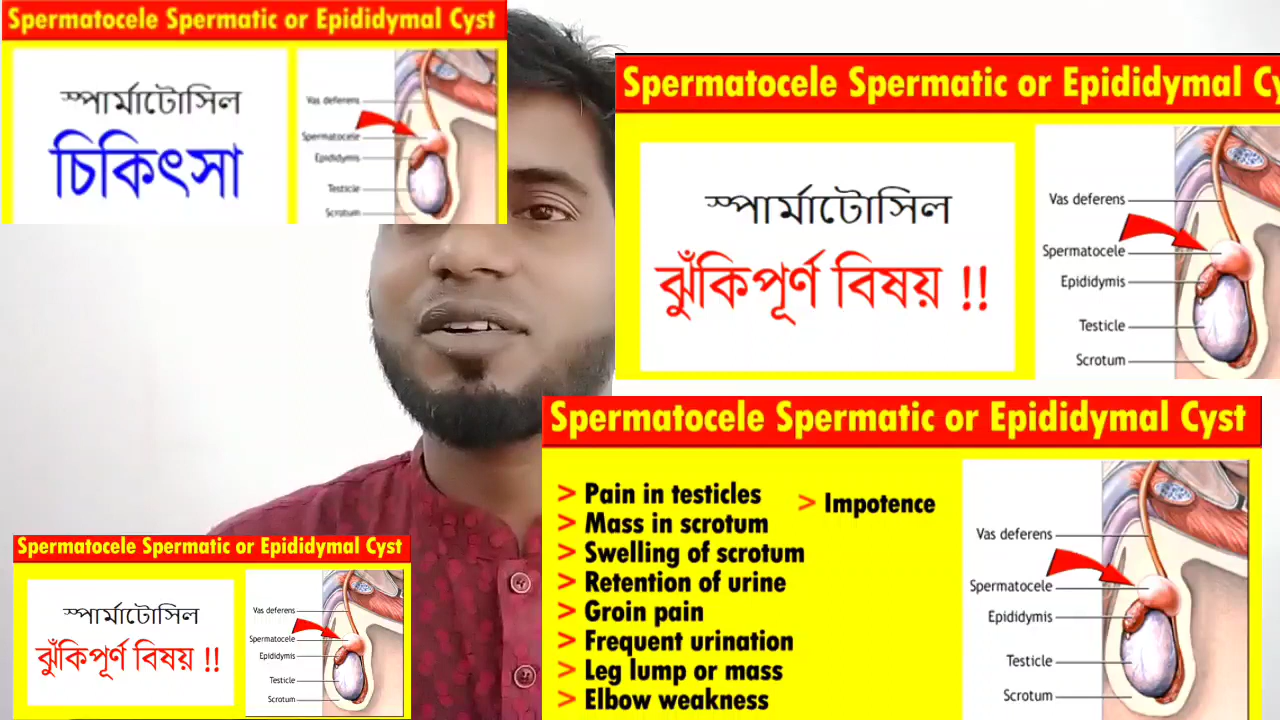 Spermatocele Spermatic or Epididymal Cyst
স্পার্মাটোসিল
চিকিৎসা
Vas deferens
Spermatocele
Epididymis
Testicle
Scrotum
Spermatocele Spermatic or Epididymal Cy
স্পার্মাটোসিল
ঝুঁকিপূর্ণ বিষয় !!
Vas deferens
Spermatocele
Epididymis
Testicle
Scrotum
Spermatocele Spermatic or Epididymal Cyst
> Pain in testicles
> Mass in scrotum
> Swelling of scrotum
> Retention of urine
> Groin pain
> Frequent urination
> Leg lump or mass
> Elbow weakness
> Impotence
Vas deferens
Spermatocele
Epididymis
Testicle
Scrotum
Spermatocele Spermatic or Epididymal Cyst
স্পার্মাটোসিল
ঝুঁকিপূর্ণ বিষয় !!
Vas deferens
Spermatocele
Epididymis
Testicle
Scrotum